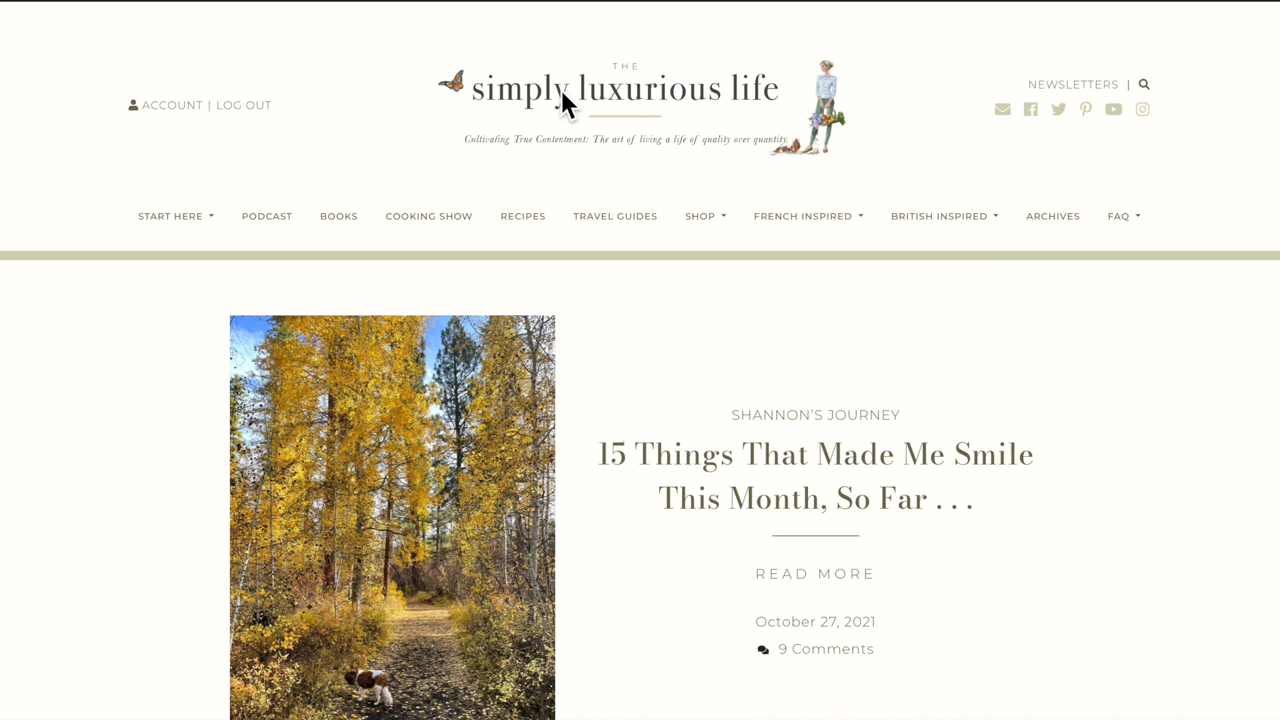 THE
simply luxurious life
Cultivating True Contentment: The art of living a life of quality over quantity.
ACCOUNT | LOG OUT
NEWSLETTERS |
START HERE PODCAST BOOKS COOKING SHOW RECIPES TRAVEL GUIDES SHOP FRENCH INSPIRED BRITISH INSPIRED ARCHIVES FAQ
SHANNON'S JOURNEY
15 Things That Made Me Smile
This Month, So Far . . .
READ MORE
October 27, 2021
9 Comments